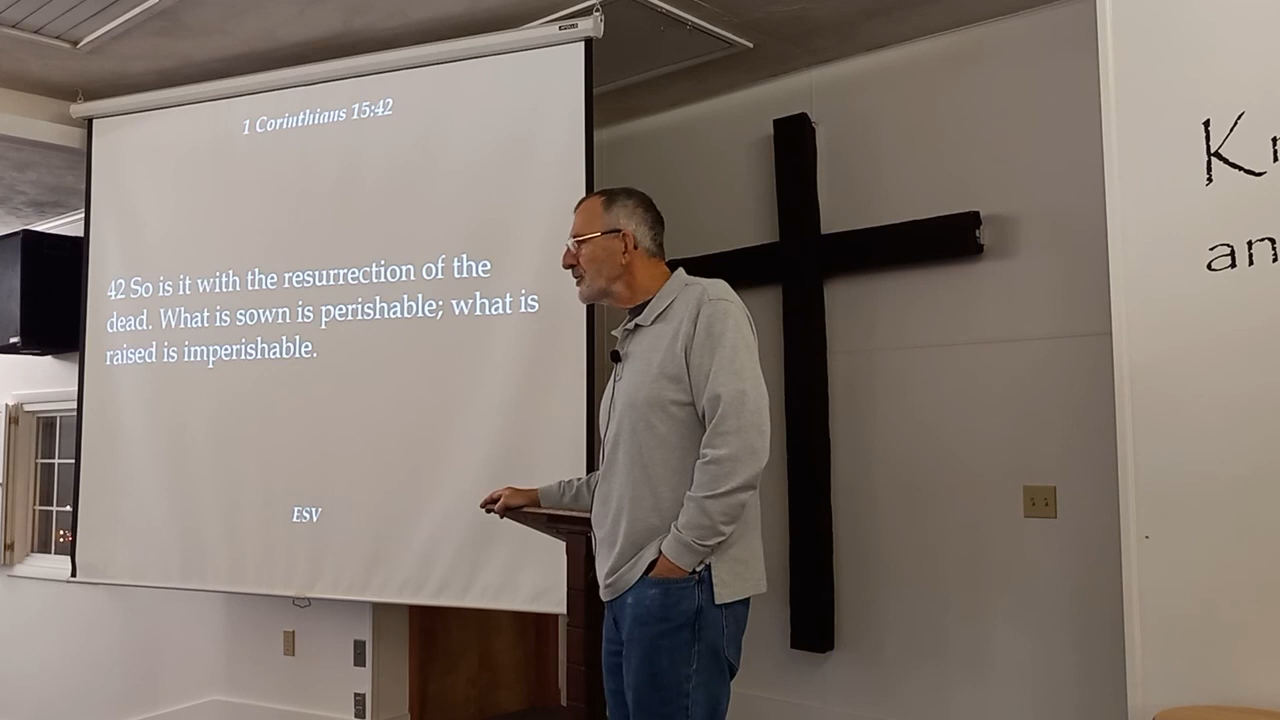 1 Corinthians 15:42
42 So is it with the resurrection of the
dead. What is sown is perishable; what is
raised is imperishable.
ESV
K
an